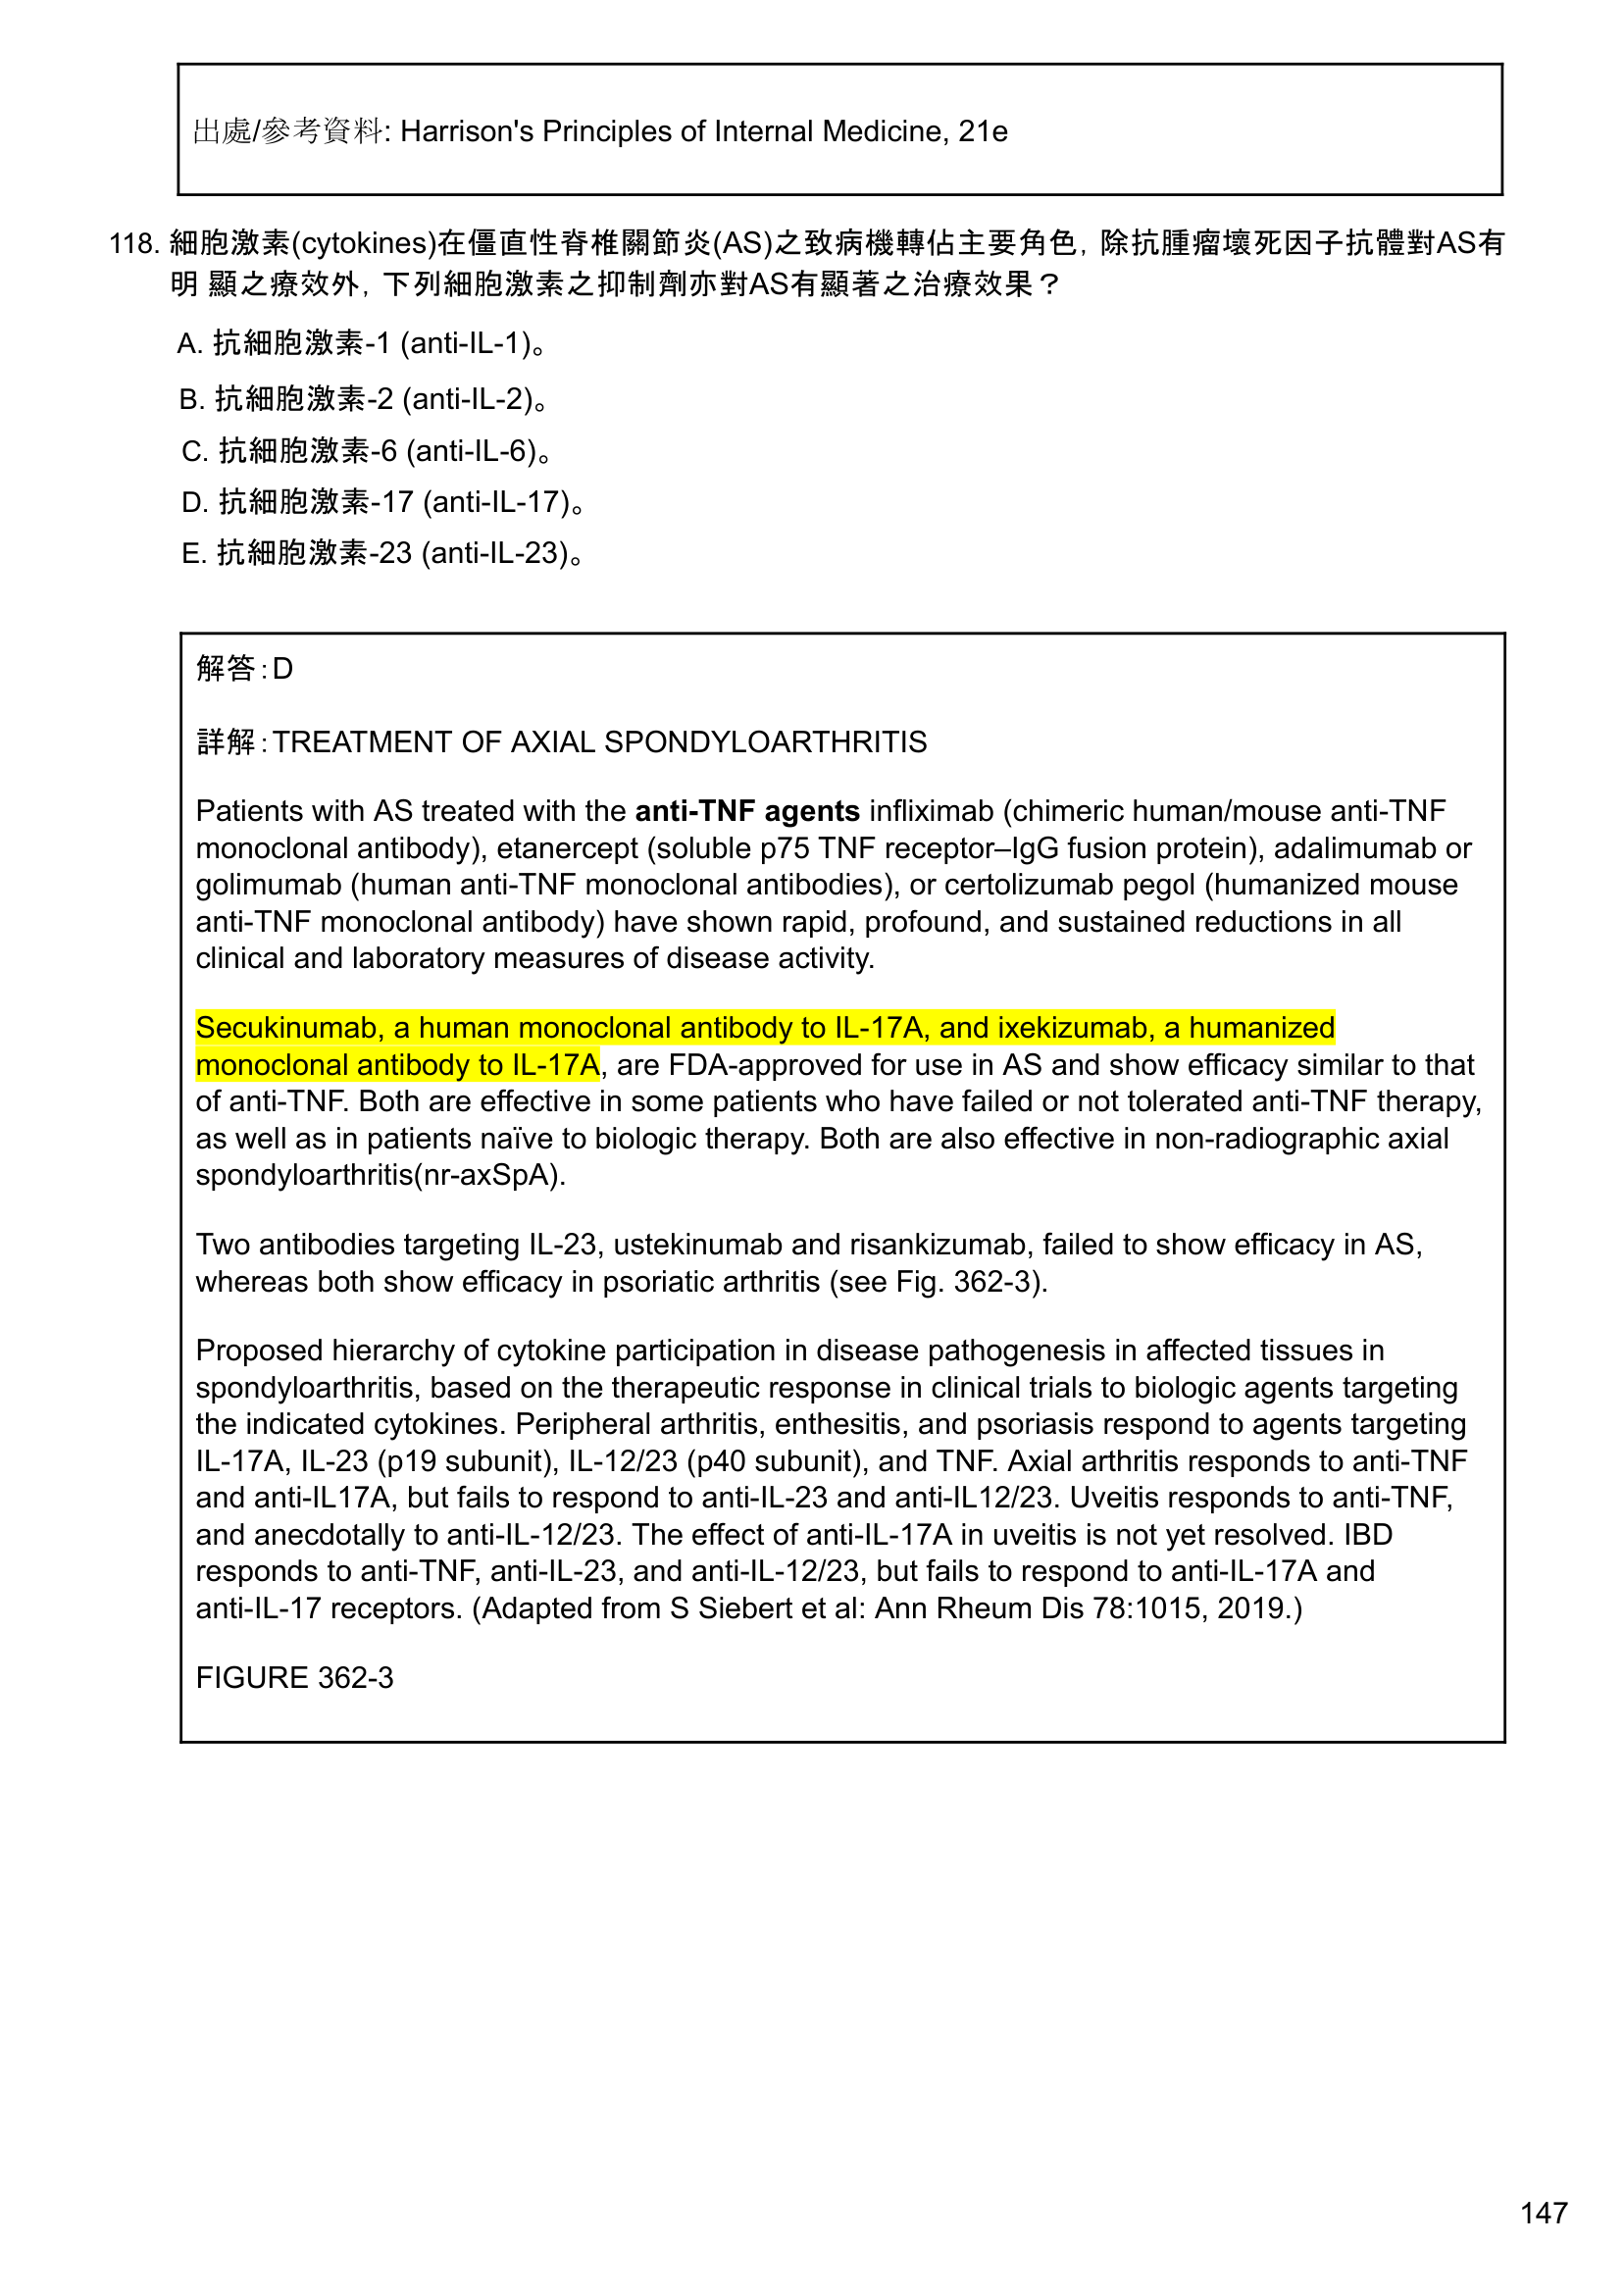 出處/參考資料: Harrison's Principles of Internal Medicine, 21e
118. 細胞激素(cytokines)在僵直性脊椎關節炎(AS)之致病機轉佔主要角色，除抗腫瘤壞死因子抗體對AS有
明 顯之療效外，下列細胞激素之抑制劑亦對AS有顯著之治療效果？
A. 抗細胞激素-1 (anti-IL-1)。
B. 抗細胞激素-2 (anti-IL-2)。
C. 抗細胞激素-6 (anti-IL-6)。
D. 抗細胞激素-17 (anti-IL-17)。
E. 抗細胞激素-23 (anti-IL-23)。
解答：D
詳解：TREATMENT OF AXIAL SPONDYLOARTHRITIS
Patients with AS treated with the anti-TNF agents infliximab (chimeric human/mouse anti-TNF
monoclonal antibody), etanercept (soluble p75 TNF receptor–IgG fusion protein), adalimumab or
golimumab (human anti-TNF monoclonal antibodies), or certolizumab pegol (humanized mouse
anti-TNF monoclonal antibody) have shown rapid, profound, and sustained reductions in all
clinical and laboratory measures of disease activity.
Secukinumab, a human monoclonal antibody to IL-17A, and ixekizumab, a humanized
monoclonal antibody to IL-17A, are FDA-approved for use in AS and show efficacy similar to that
of anti-TNF. Both are effective in some patients who have failed or not tolerated anti-TNF therapy,
as well as in patients naïve to biologic therapy. Both are also effective in non-radiographic axial
spondyloarthritis(nr-axSpA).
Two antibodies targeting IL-23, ustekinumab and risankizumab, failed to show efficacy in AS,
whereas both show efficacy in psoriatic arthritis (see Fig. 362-3).
Proposed hierarchy of cytokine participation in disease pathogenesis in affected tissues in
spondyloarthritis, based on the therapeutic response in clinical trials to biologic agents targeting
the indicated cytokines. Peripheral arthritis, enthesitis, and psoriasis respond to agents targeting
IL-17A, IL-23 (p19 subunit), IL-12/23 (p40 subunit), and TNF. Axial arthritis responds to anti-TNF
and anti-IL17A, but fails to respond to anti-IL-23 and anti-IL12/23. Uveitis responds to anti-TNF,
and anecdotally to anti-IL-12/23. The effect of anti-IL-17A in uveitis is not yet resolved. IBD
responds to anti-TNF, anti-IL-23, and anti-IL-12/23, but fails to respond to anti-IL-17A and
anti-IL-17 receptors. (Adapted from S Siebert et al: Ann Rheum Dis 78:1015, 2019.)
FIGURE 362-3
147